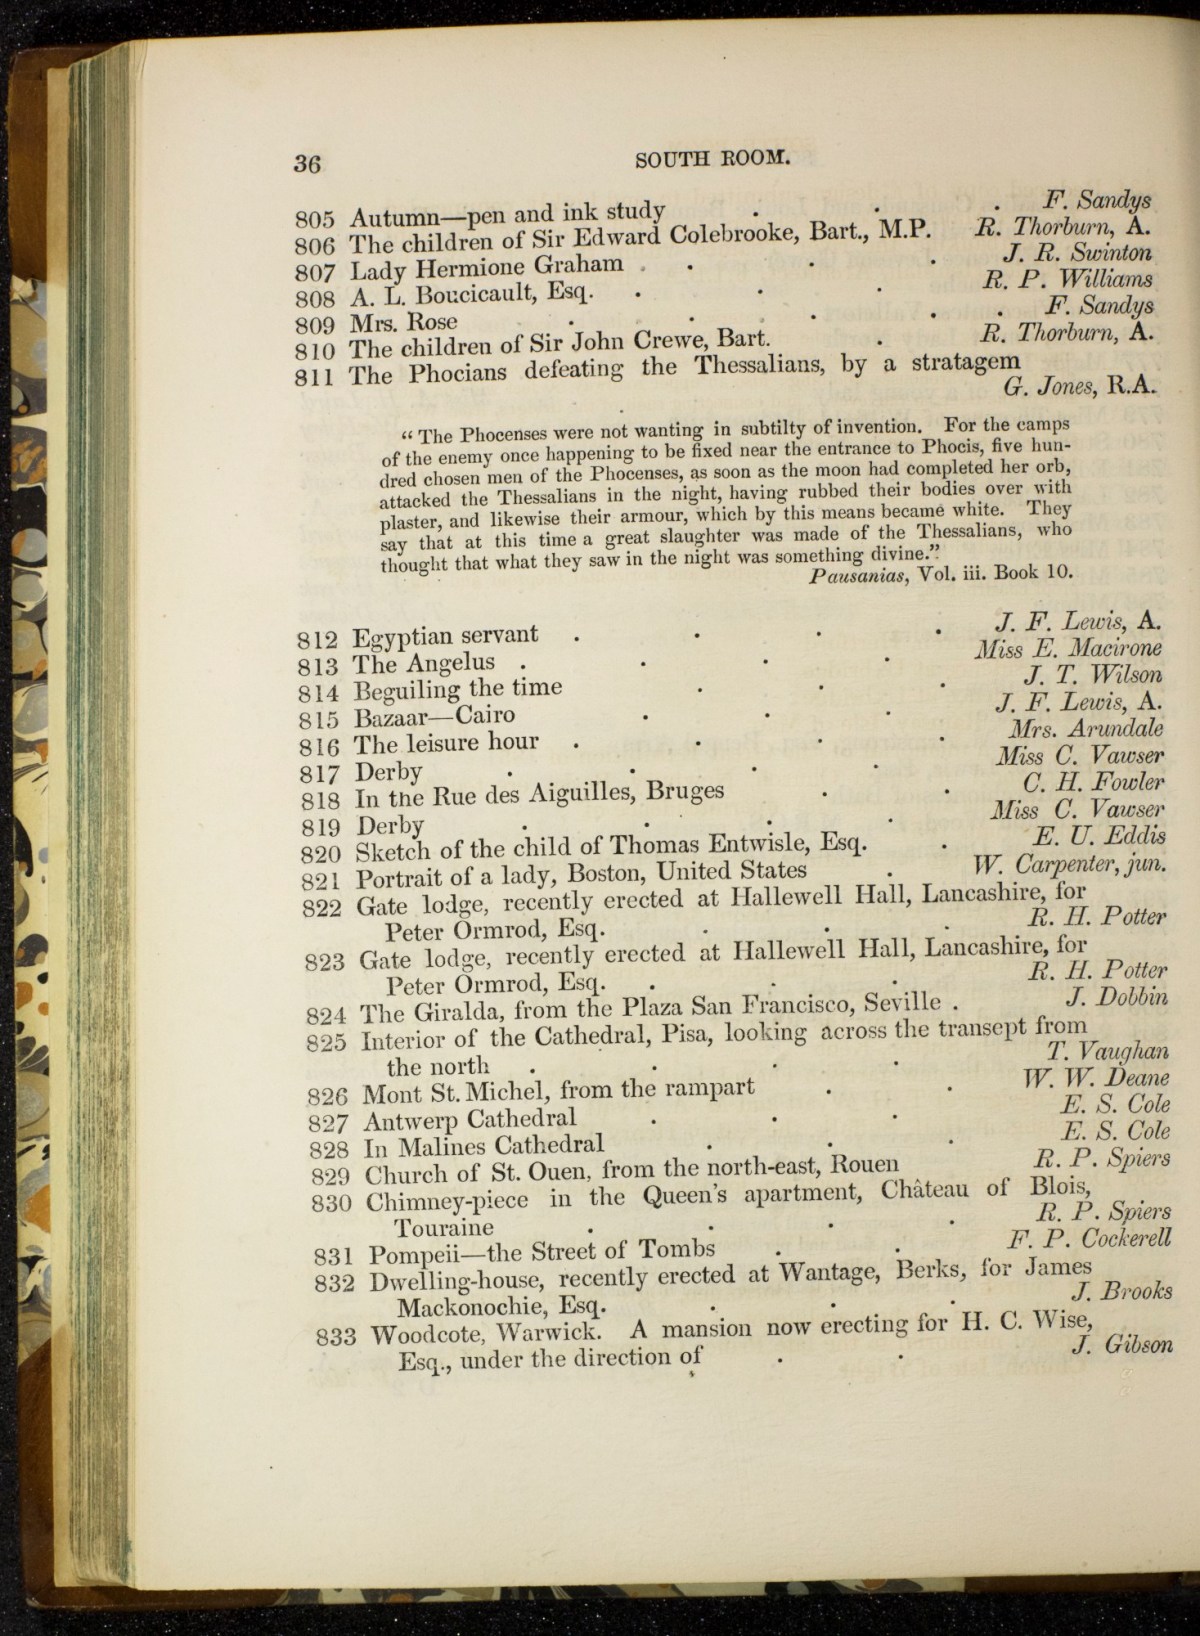 36 SOUTH ROOM.
805 Autumn—pen and ink study . . . F. Sandys
806 The children of Sir Edward Colebrooke, Bart., M.P. R. Thorburn, A.
807 Lady Hermione Graham . . . . J. R. Swinton
808 A. L. Boucicault, Esq. . . . R. P. Williams
809 Mrs. Rose . . . . . F. Sandys
810 The children of Sir John Crewe, Bart. . R. Thorburn, A.
811 The Phocians defeating the Thessalians, by a stratagem
G. Jones, R.A.
“ The Phocenses were not wanting in subtilty of invention. For the camps
of the enemy once happening to be fixed near the entrance to Phocis, five hun-
dred chosen men of the Phocenses, as soon as the moon had completed her orb,
attacked the Thessalians in the night, having rubbed their bodies over with
plaster, and likewise their armour, which by this means became white. They
say that at this time a great slaughter was made of the Thessalians, who
thought that what they saw in the night was something divine.”
Pausanias, Vol. iii. Book 10.
812 Egyptian servant . . . . J. F. Lewis, A.
813 The Angelus . . . . Miss E. Macirone
814 Beguiling the time . . . J. T. Wilson
815 Bazaar—Cairo . . . J. F. Lewis, A.
816 The leisure hour . . . . Mrs. Arundale
817 Derby . . . . Miss C. Vawser
818 In the Rue des Aiguilles, Bruges . . C. H. Fowler
819 Derby . . . . Miss C. Vawser
820 Sketch of the child of Thomas Entwisle, Esq. . E. U. Eddis
821 Portrait of a lady, Boston, United States . W. Carpenter, jun.
822 Gate lodge, recently erected at Hallewell Hall, Lancashire, for
Peter Ormrod, Esq. . . . R. H. Potter
823 Gate lodge, recently erected at Hallewell Hall, Lancashire, for
Peter Ormrod, Esq. . . . R. H. Potter
824 The Giralda, from the Plaza San Francisco, Seville . J. Dobbin
825 Interior of the Cathedral, Pisa, looking across the transept from
the north . . . . T. Vaughan
826 Mont St. Michel, from the rampart . . W. W. Deane
827 Antwerp Cathedral . . . E. S. Cole
828 In Malines Cathedral . . . E. S. Cole
829 Church of St. Ouen, from the north-east, Rouen R. P. Spiers
830 Chimney-piece in the Queen's apartment, Château of Blois,
Touraine . . . . R. P. Spiers
831 Pompeii—the Street of Tombs . . F. P. Cockerell
832 Dwelling-house, recently erected at Wantage, Berks, for James
Mackonochie, Esq. . . . J. Brooks
833 Woodcote, Warwick. A mansion now erecting for H. C. Wise,
Esq., under the direction of . . J. Gibson